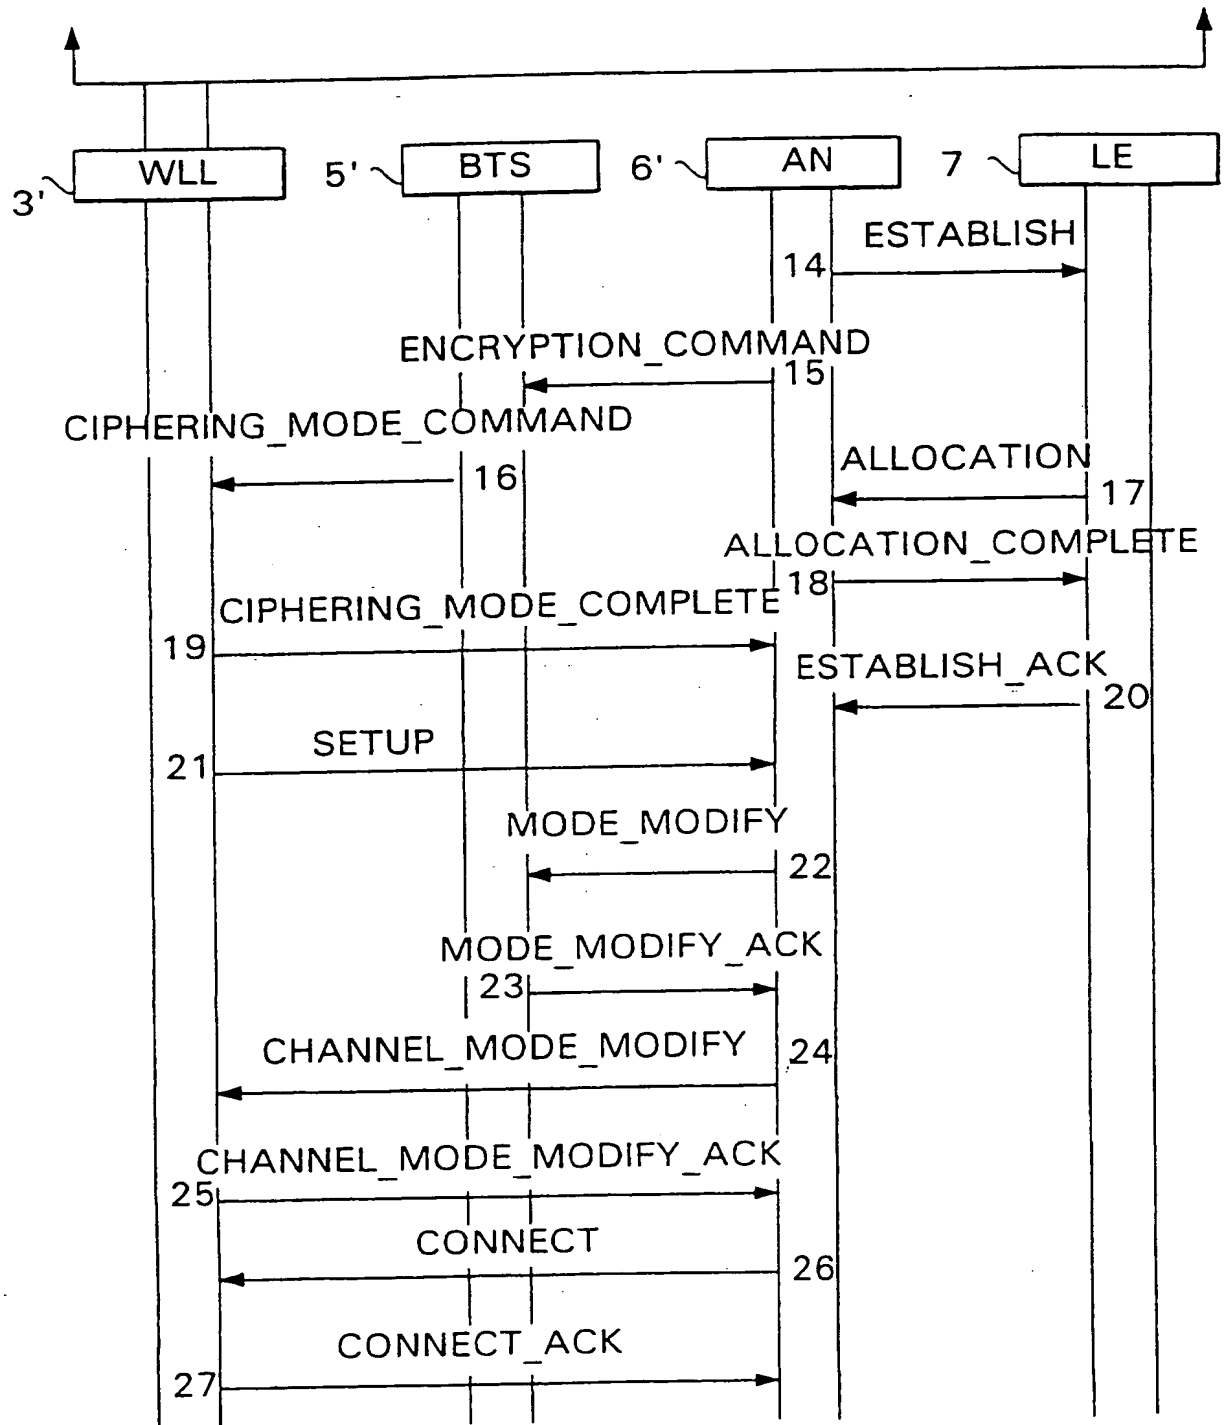 WLL
3'
5'
BTS
6'
AN
7
LE
ESTABLISH
14
ENCRYPTION_COMMAND
15
CIPHERING_MODE_COMMAND
16
ALLOCATION
17
ALLOCATION_COMPLETE
18
CIPHERING_MODE_COMPLETE
19
ESTABLISH_ACK
20
SETUP
21
MODE_MODIFY
22
MODE_MODIFY_ACK
23
CHANNEL_MODE_MODIFY
24
CHANNEL_MODE_MODIFY_ACK
25
CONNECT
26
CONNECT_ACK
27